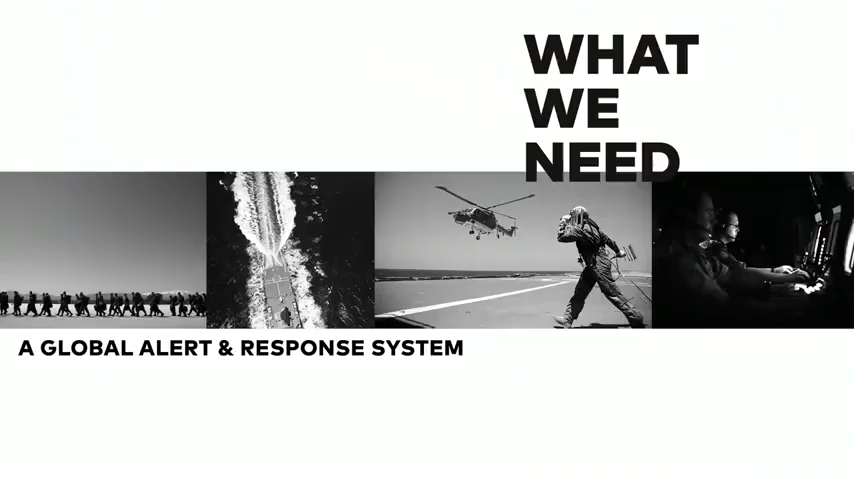 WHAT
WE
NEED
A GLOBAL ALERT & RESPONSE SYSTEM